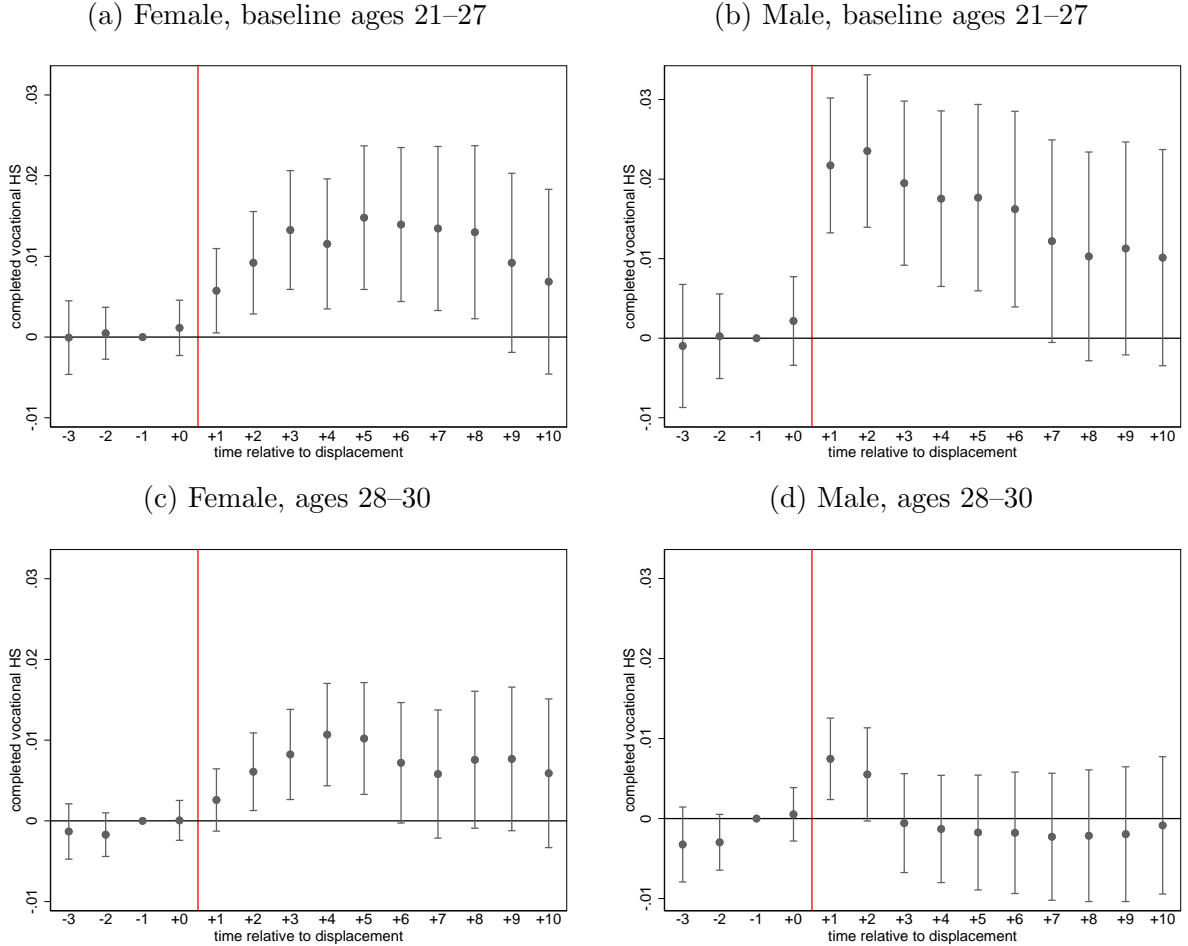 (a) Female, baseline ages 21–27
completed vocational HS
.03
.02
.01
0
-.01
-3 -2 -1 +0 +1 +2 +3 +4 +5 +6 +7 +8 +9 +10
time relative to displacement
(b) Male, baseline ages 21–27
completed vocational HS
.03
.02
.01
0
-.01
-3 -2 -1 +0 +1 +2 +3 +4 +5 +6 +7 +8 +9 +10
time relative to displacement
(c) Female, ages 28–30
completed vocational HS
.03
.02
.01
0
-.01
-3 -2 -1 +0 +1 +2 +3 +4 +5 +6 +7 +8 +9 +10
time relative to displacement
(d) Male, ages 28–30
completed vocational HS
.03
.02
.01
0
-.01
-3 -2 -1 +0 +1 +2 +3 +4 +5 +6 +7 +8 +9 +10
time relative to displacement